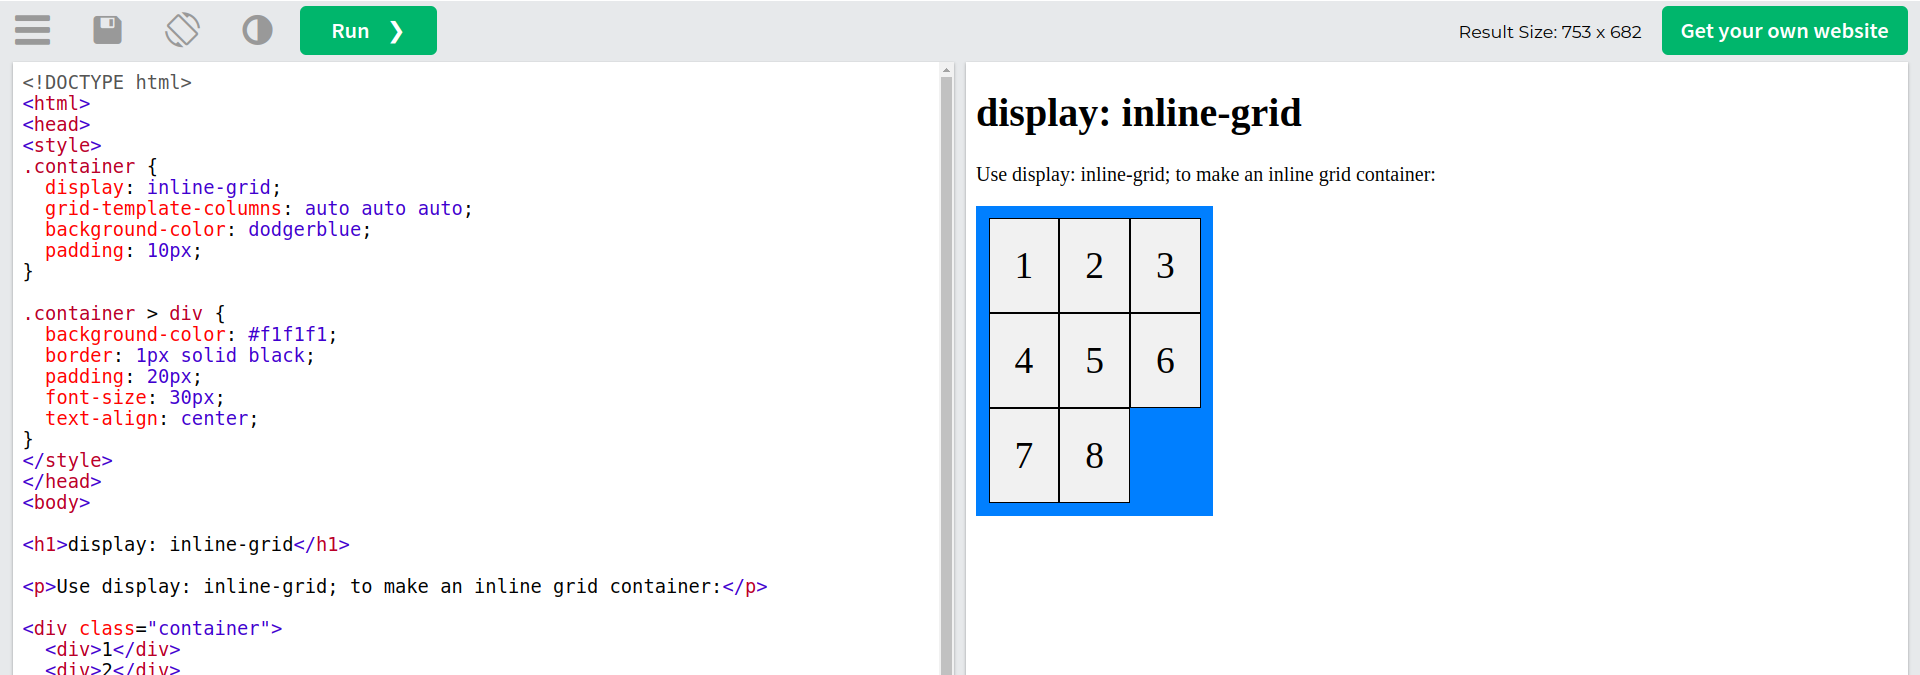 Run ❯
Result Size: 753 x 682
Get your own website
<!DOCTYPE html>
<html>
<head>
<style>
.container {
  display: inline-grid;
  grid-template-columns: auto auto auto;
  background-color: dodgerblue;
  padding: 10px;
}

.container > div {
  background-color: #f1f1f1;
  border: 1px solid black;
  padding: 20px;
  font-size: 30px;
  text-align: center;
}
</style>
</head>
<body>

<h1>display: inline-grid</h1>

<p>Use display: inline-grid; to make an inline grid container:</p>

<div class="container">
  <div>1</div>
  <div>2</div>
display: inline-grid
Use display: inline-grid; to make an inline grid container:
1 2 3
4 5 6
7 8